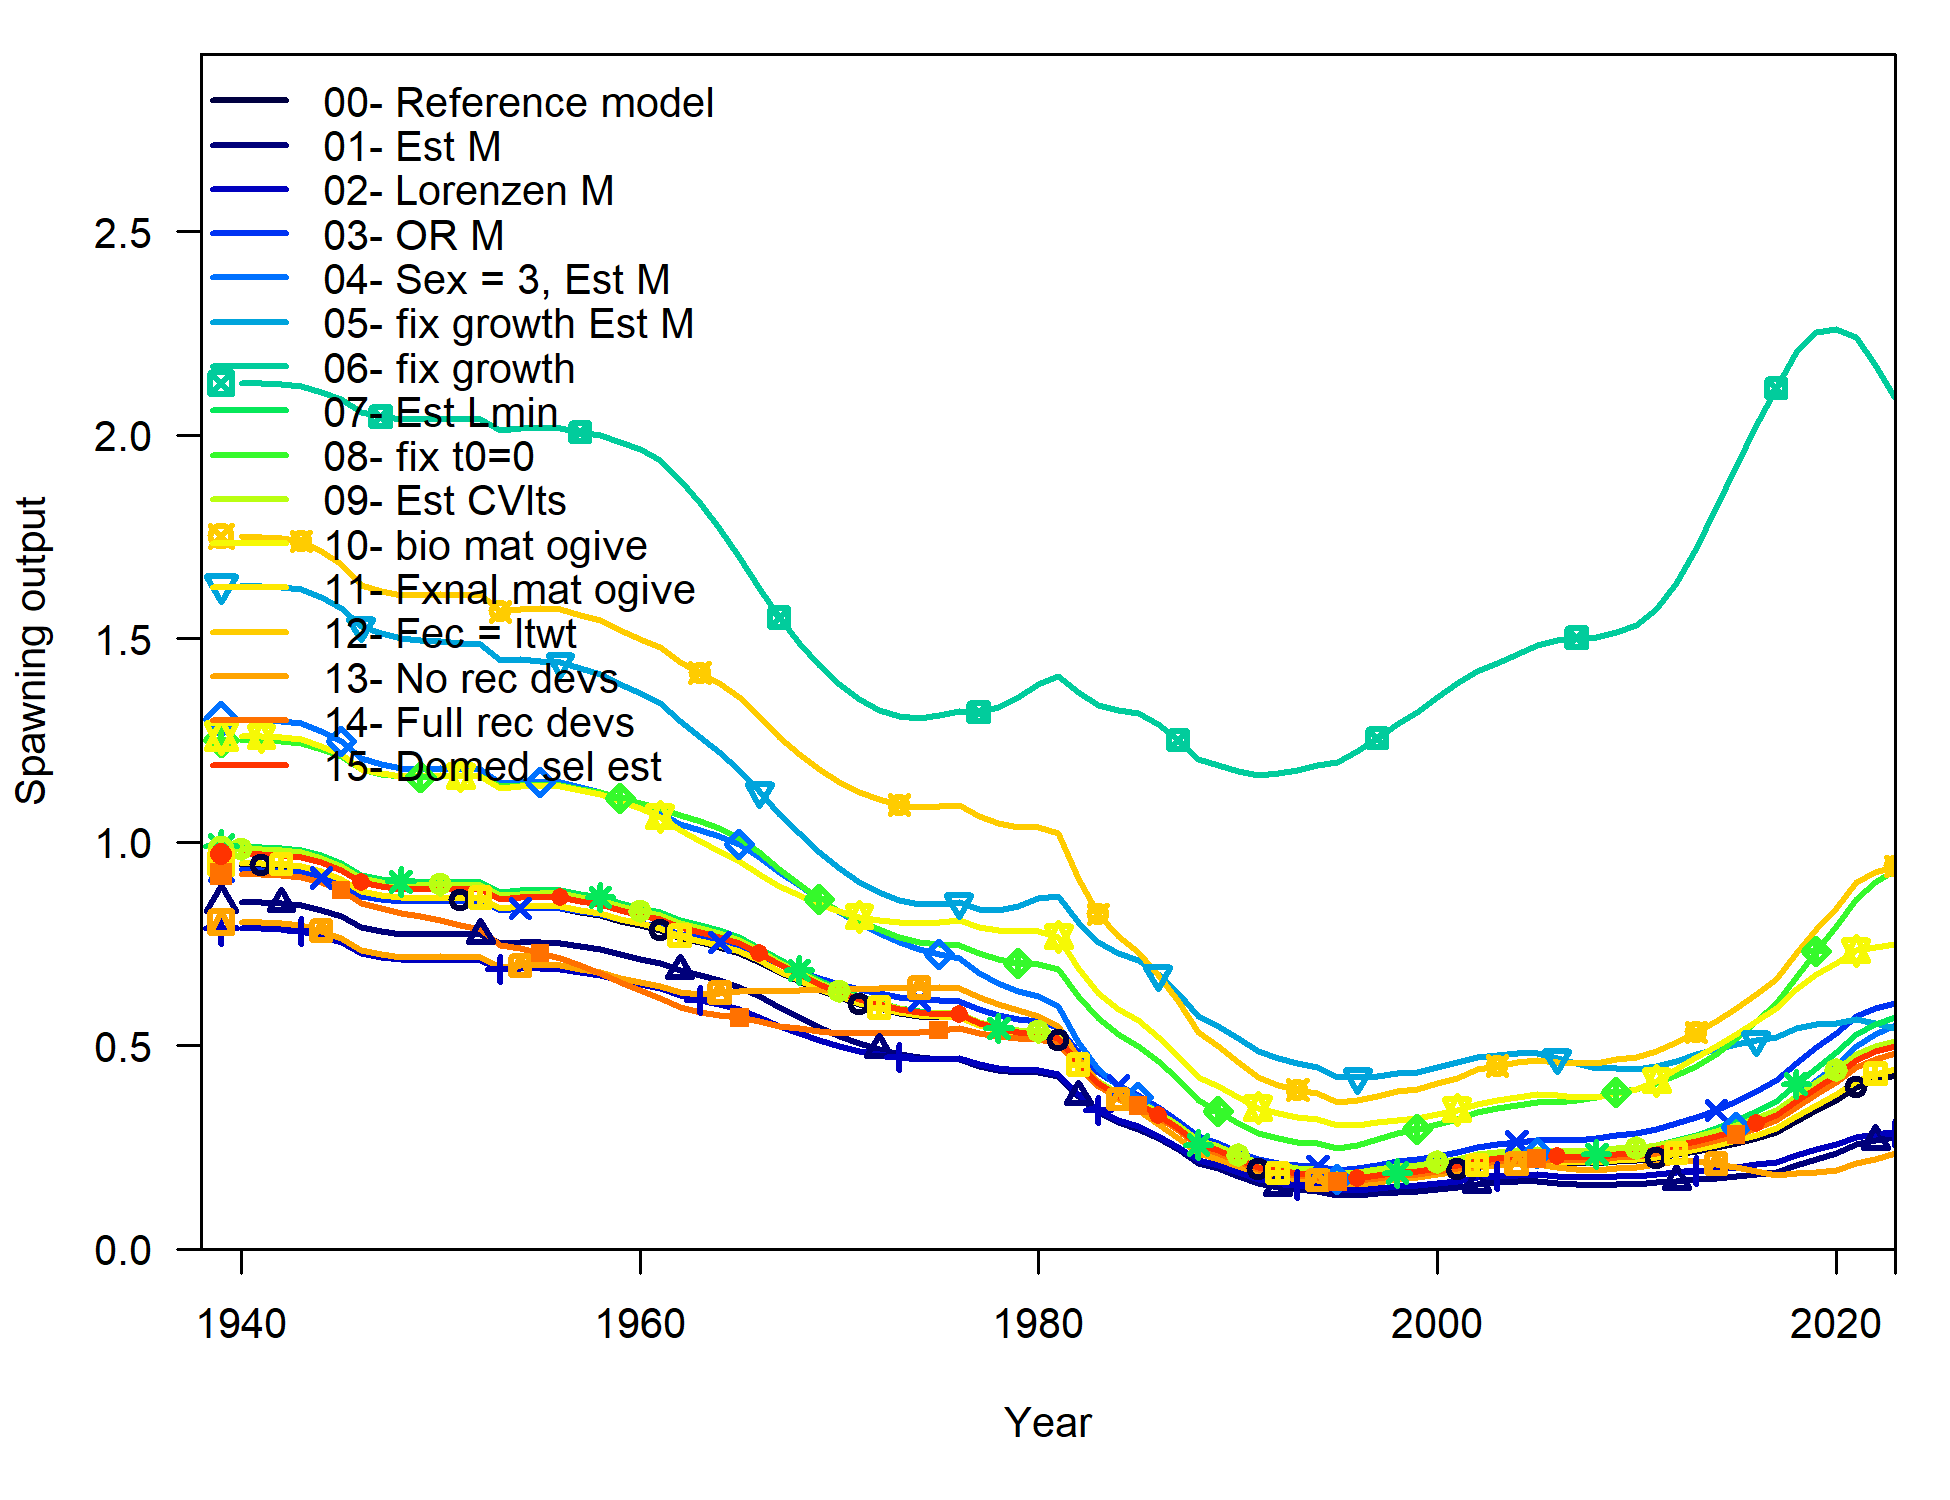 00- Reference model
01- Est M
02- Lorenzen M
03- OR M
04- Sex = 3, Est M
05- fix growth Est M
06- fix growth
07- Est Lmin
08- fix t0=0
09- Est CVlts
10- bio mat ogive
11- Fxnal mat ogive
12- Fec = ltwt
13- No rec devs
14- Full rec devs
15- Domed sel est
Spawning output
2.5
2.0
1.5
1.0
0.5
0.0
1940 1960 1980 2000 2020
Year